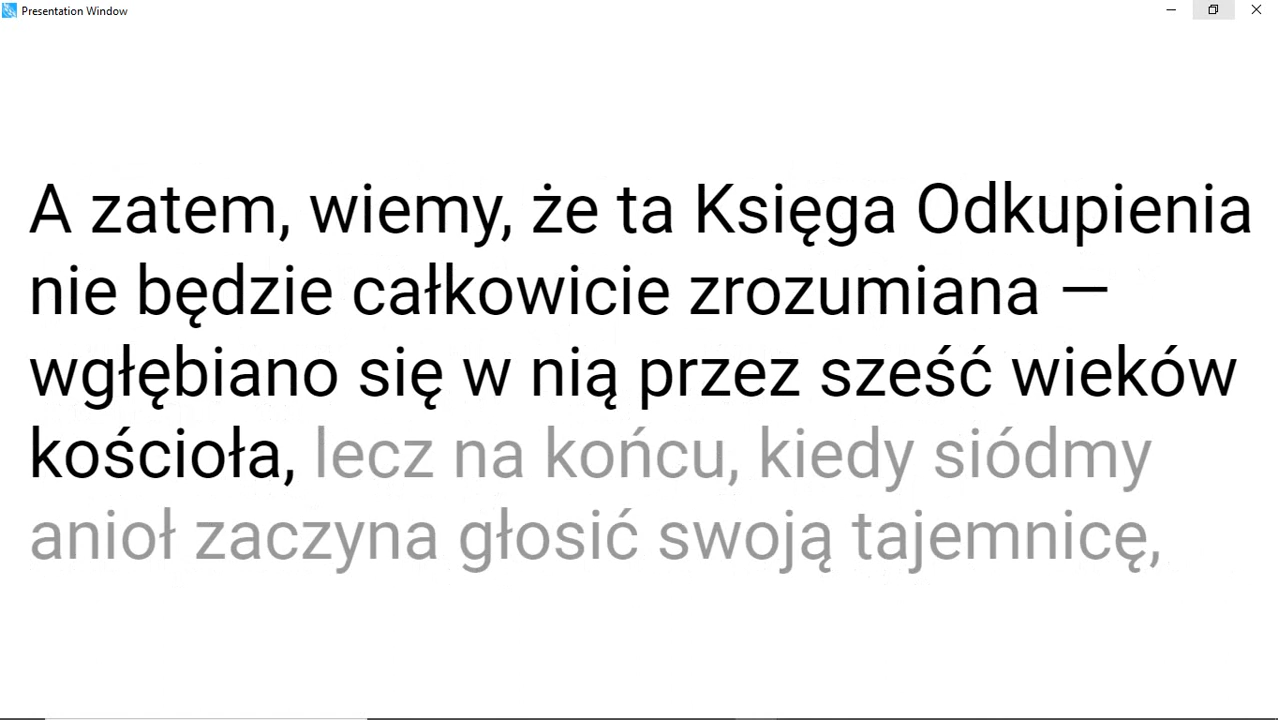 Presentation Window
A zatem, wiemy, że ta Księga Odkupienia
nie będzie całkowicie zrozumiana —
wgłębiano się w nią przez sześć wieków
kościoła, lecz na końcu, kiedy siódmy
anioł zaczyna głosić swoją tajemnicę,